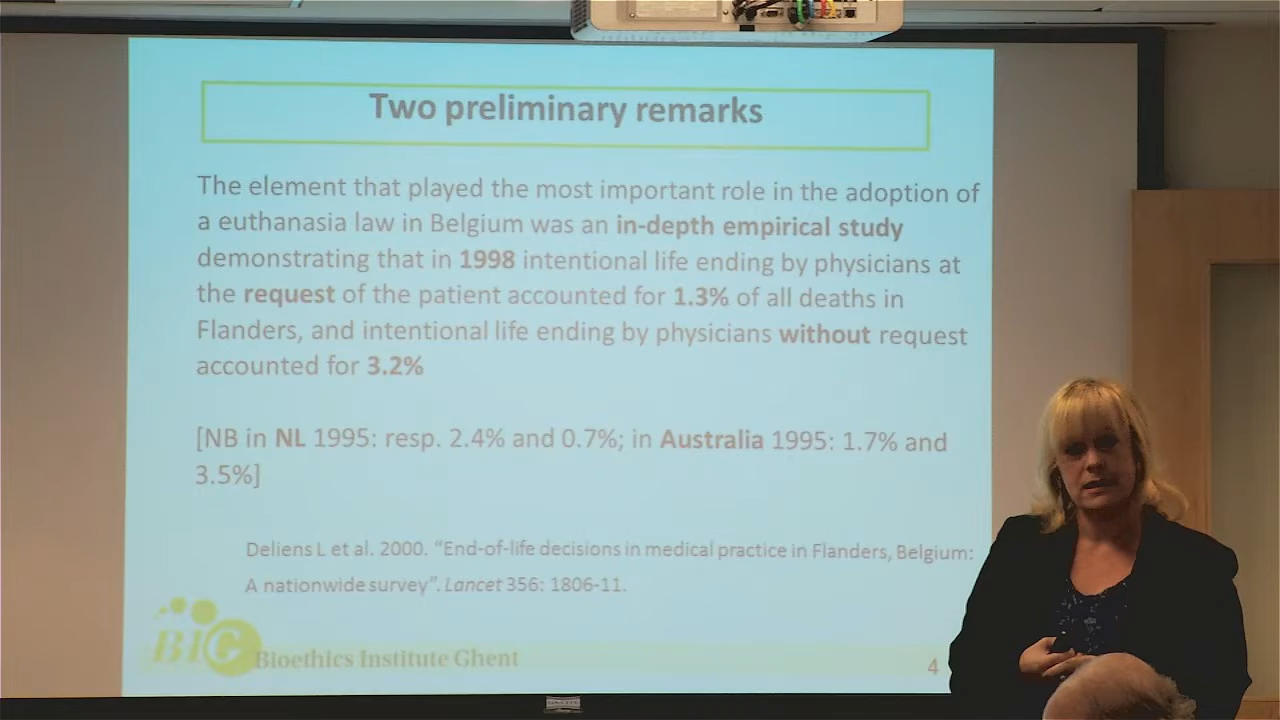 Two preliminary remarks
The element that played the most important role in the adoption of
a euthanasia law in Belgium was an in-depth empirical study
demonstrating that in 1998 intentional life ending by physicians at
the request of the patient accounted for 1.3% of all deaths in
Flanders, and intentional life ending by physicians without request
accounted for 3.2%
[NB in NL 1995: resp. 2.4% and 0.7%; in Australia 1995: 1.7% and
3.5%]
Deliens L et al. 2000. “End-of-life decisions in medical practice in Flanders, Belgium:
A nationwide survey”. Lancet 356: 1806-11.
BIG Bioethics Institute Ghent
4